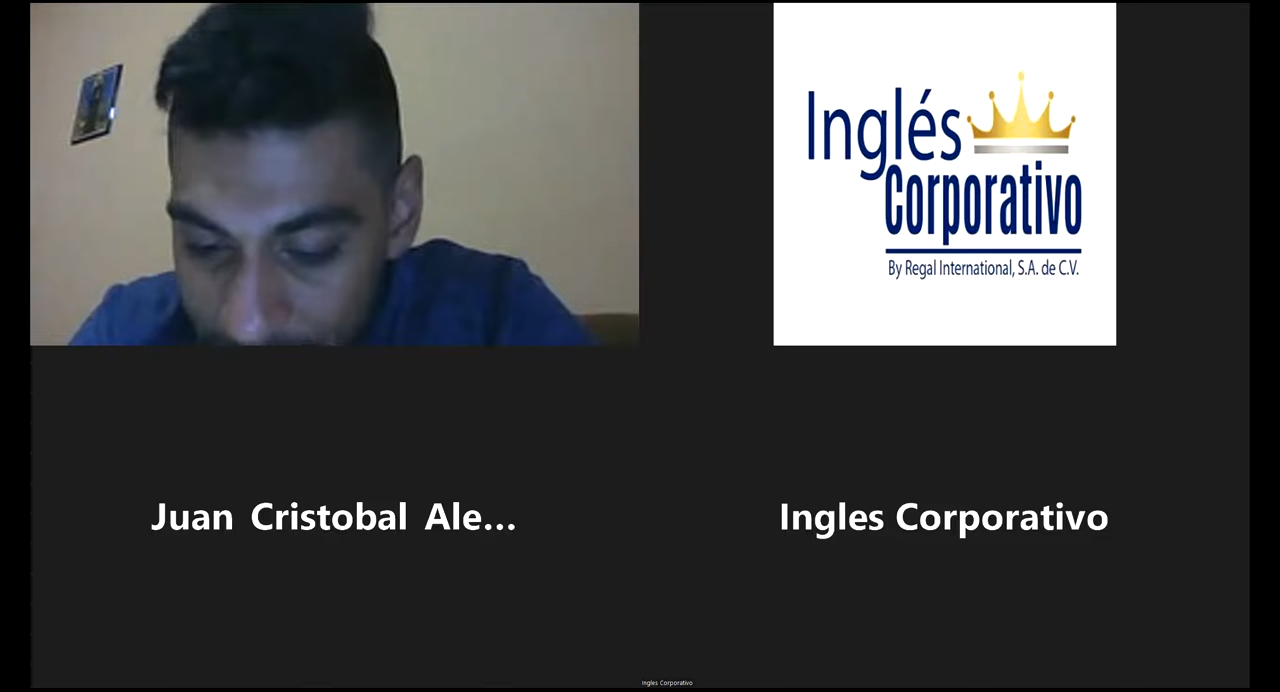 Inglés
Corporativo
By Regal International, S.A. de C.V.
Juan Cristobal Ale...
Ingles Corporativo
Ingles Corporativo